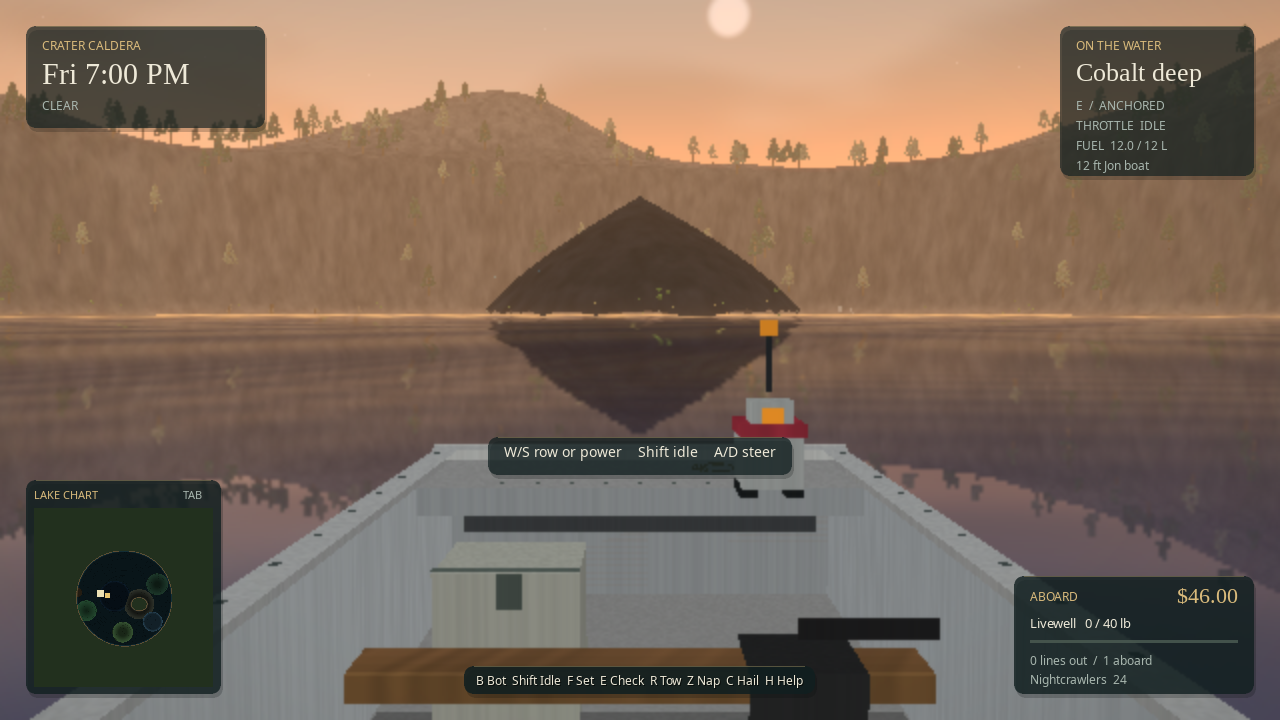 CRATER CALDERA
Fri 7:00 PM
CLEAR
ON THE WATER
Cobalt deep
E / ANCHORED
THROTTLE IDLE
FUEL 12.0 / 12 L
12 ft Jon boat
W/S row or power Shift idle A/D steer
LAKE CHART TAB
ABOARD $46.00
Livewell 0 / 40 lb
0 lines out / 1 aboard
Nightcrawlers 24
B Bot Shift Idle F Set E Check R Tow Z Nap C Hail H Help